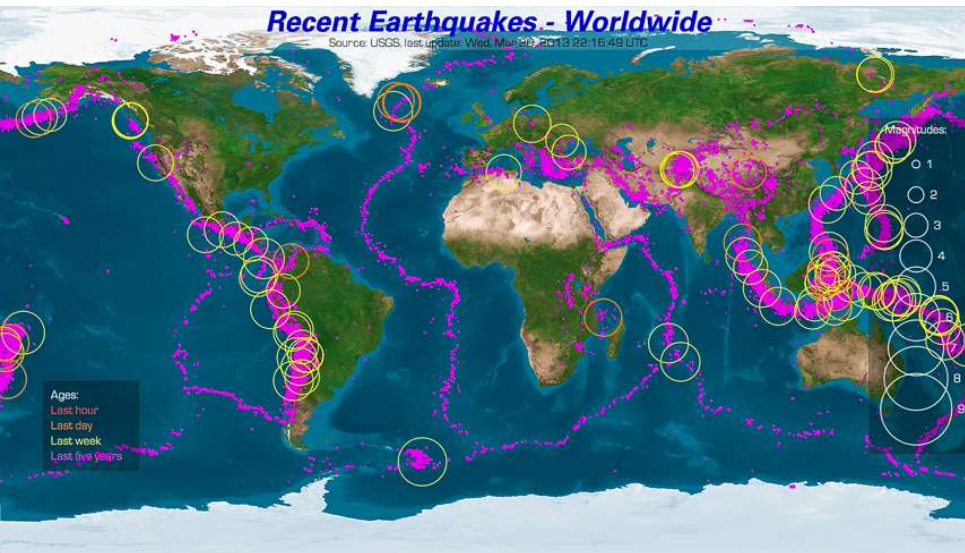 Recent Earthquakes - Worldwide
Source: USGS, last update: Wed, Mar 20, 2013 22:16:49 UTC
Magnitudes:
1
2
3
4
5
6
7
8
9
Ages:
Last hour
Last day
Last week
Last five years